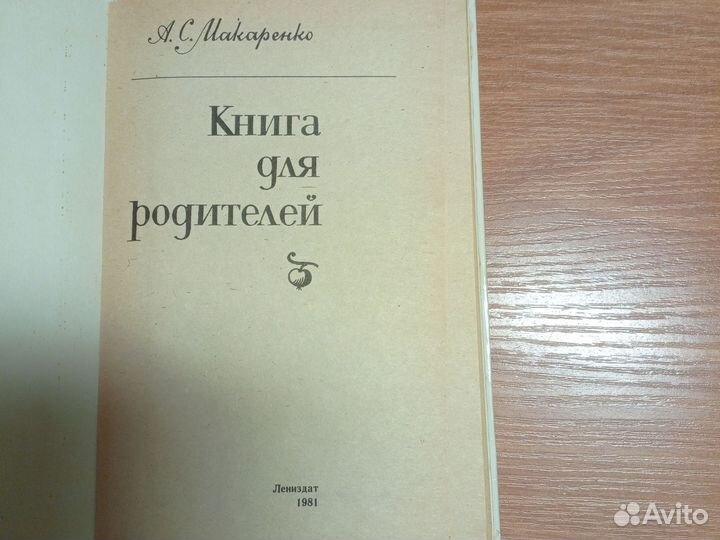 А. С. Макаренко
Книга
для
родителей
Лениздат
1981
Avito